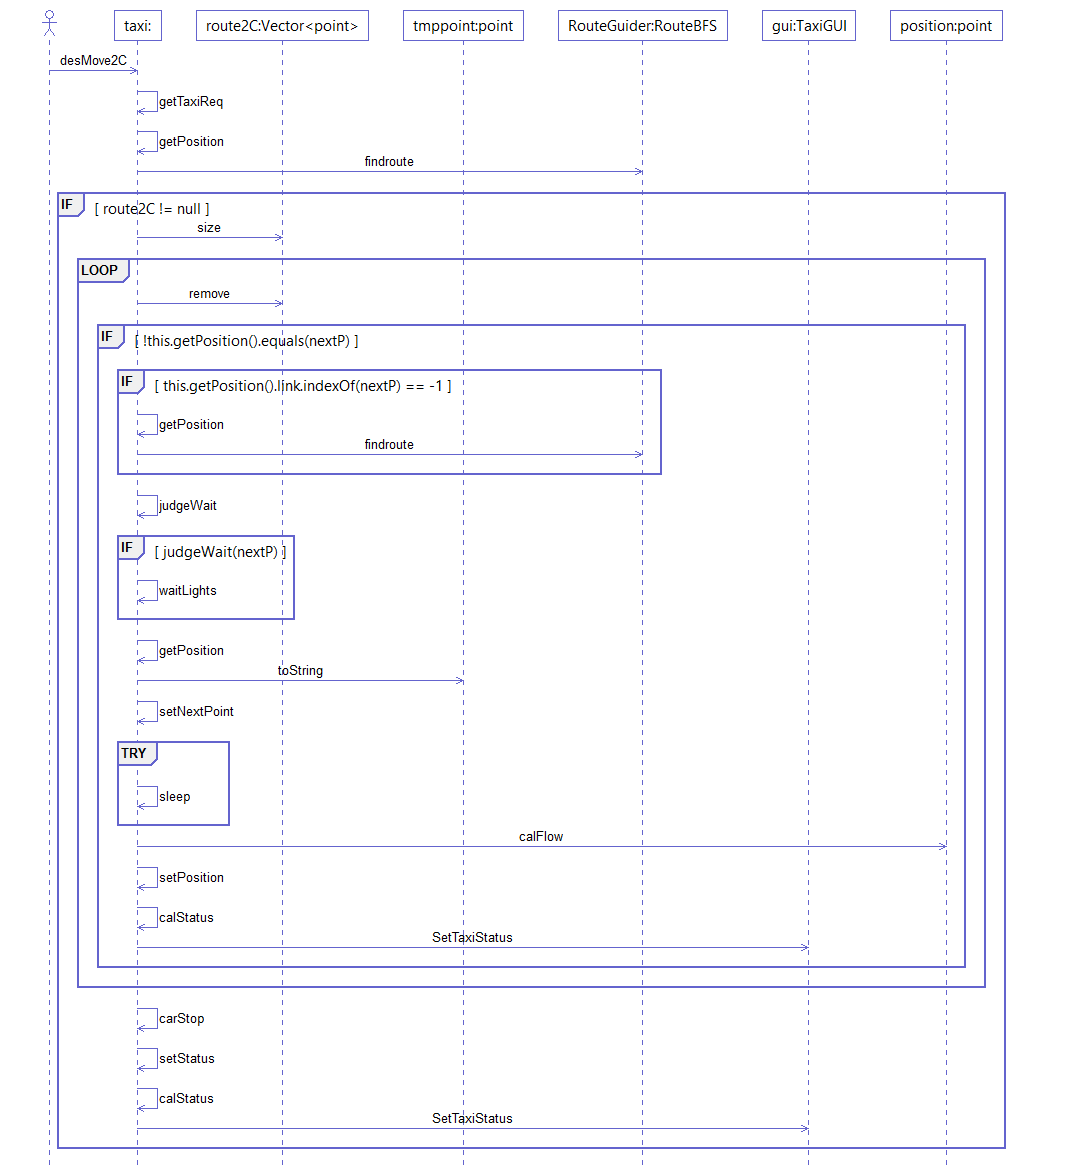 taxi:
route2C:Vector<point>
tmppoint:point
RouteGuider:RouteBFS
gui:TaxiGUI
position:point
desMove2C
getTaxiReq
getPosition
findroute
IF
[ route2C != null ]
size
LOOP
remove
IF
[ !this.getPosition().equals(nextP) ]
IF
[ this.getPosition().link.indexOf(nextP) == -1 ]
getPosition
findroute
judgeWait
IF
[ judgeWait(nextP) ]
waitLights
getPosition
toString
setNextPoint
TRY
sleep
calFlow
setPosition
calStatus
SetTaxiStatus
carStop
setStatus
calStatus
SetTaxiStatus